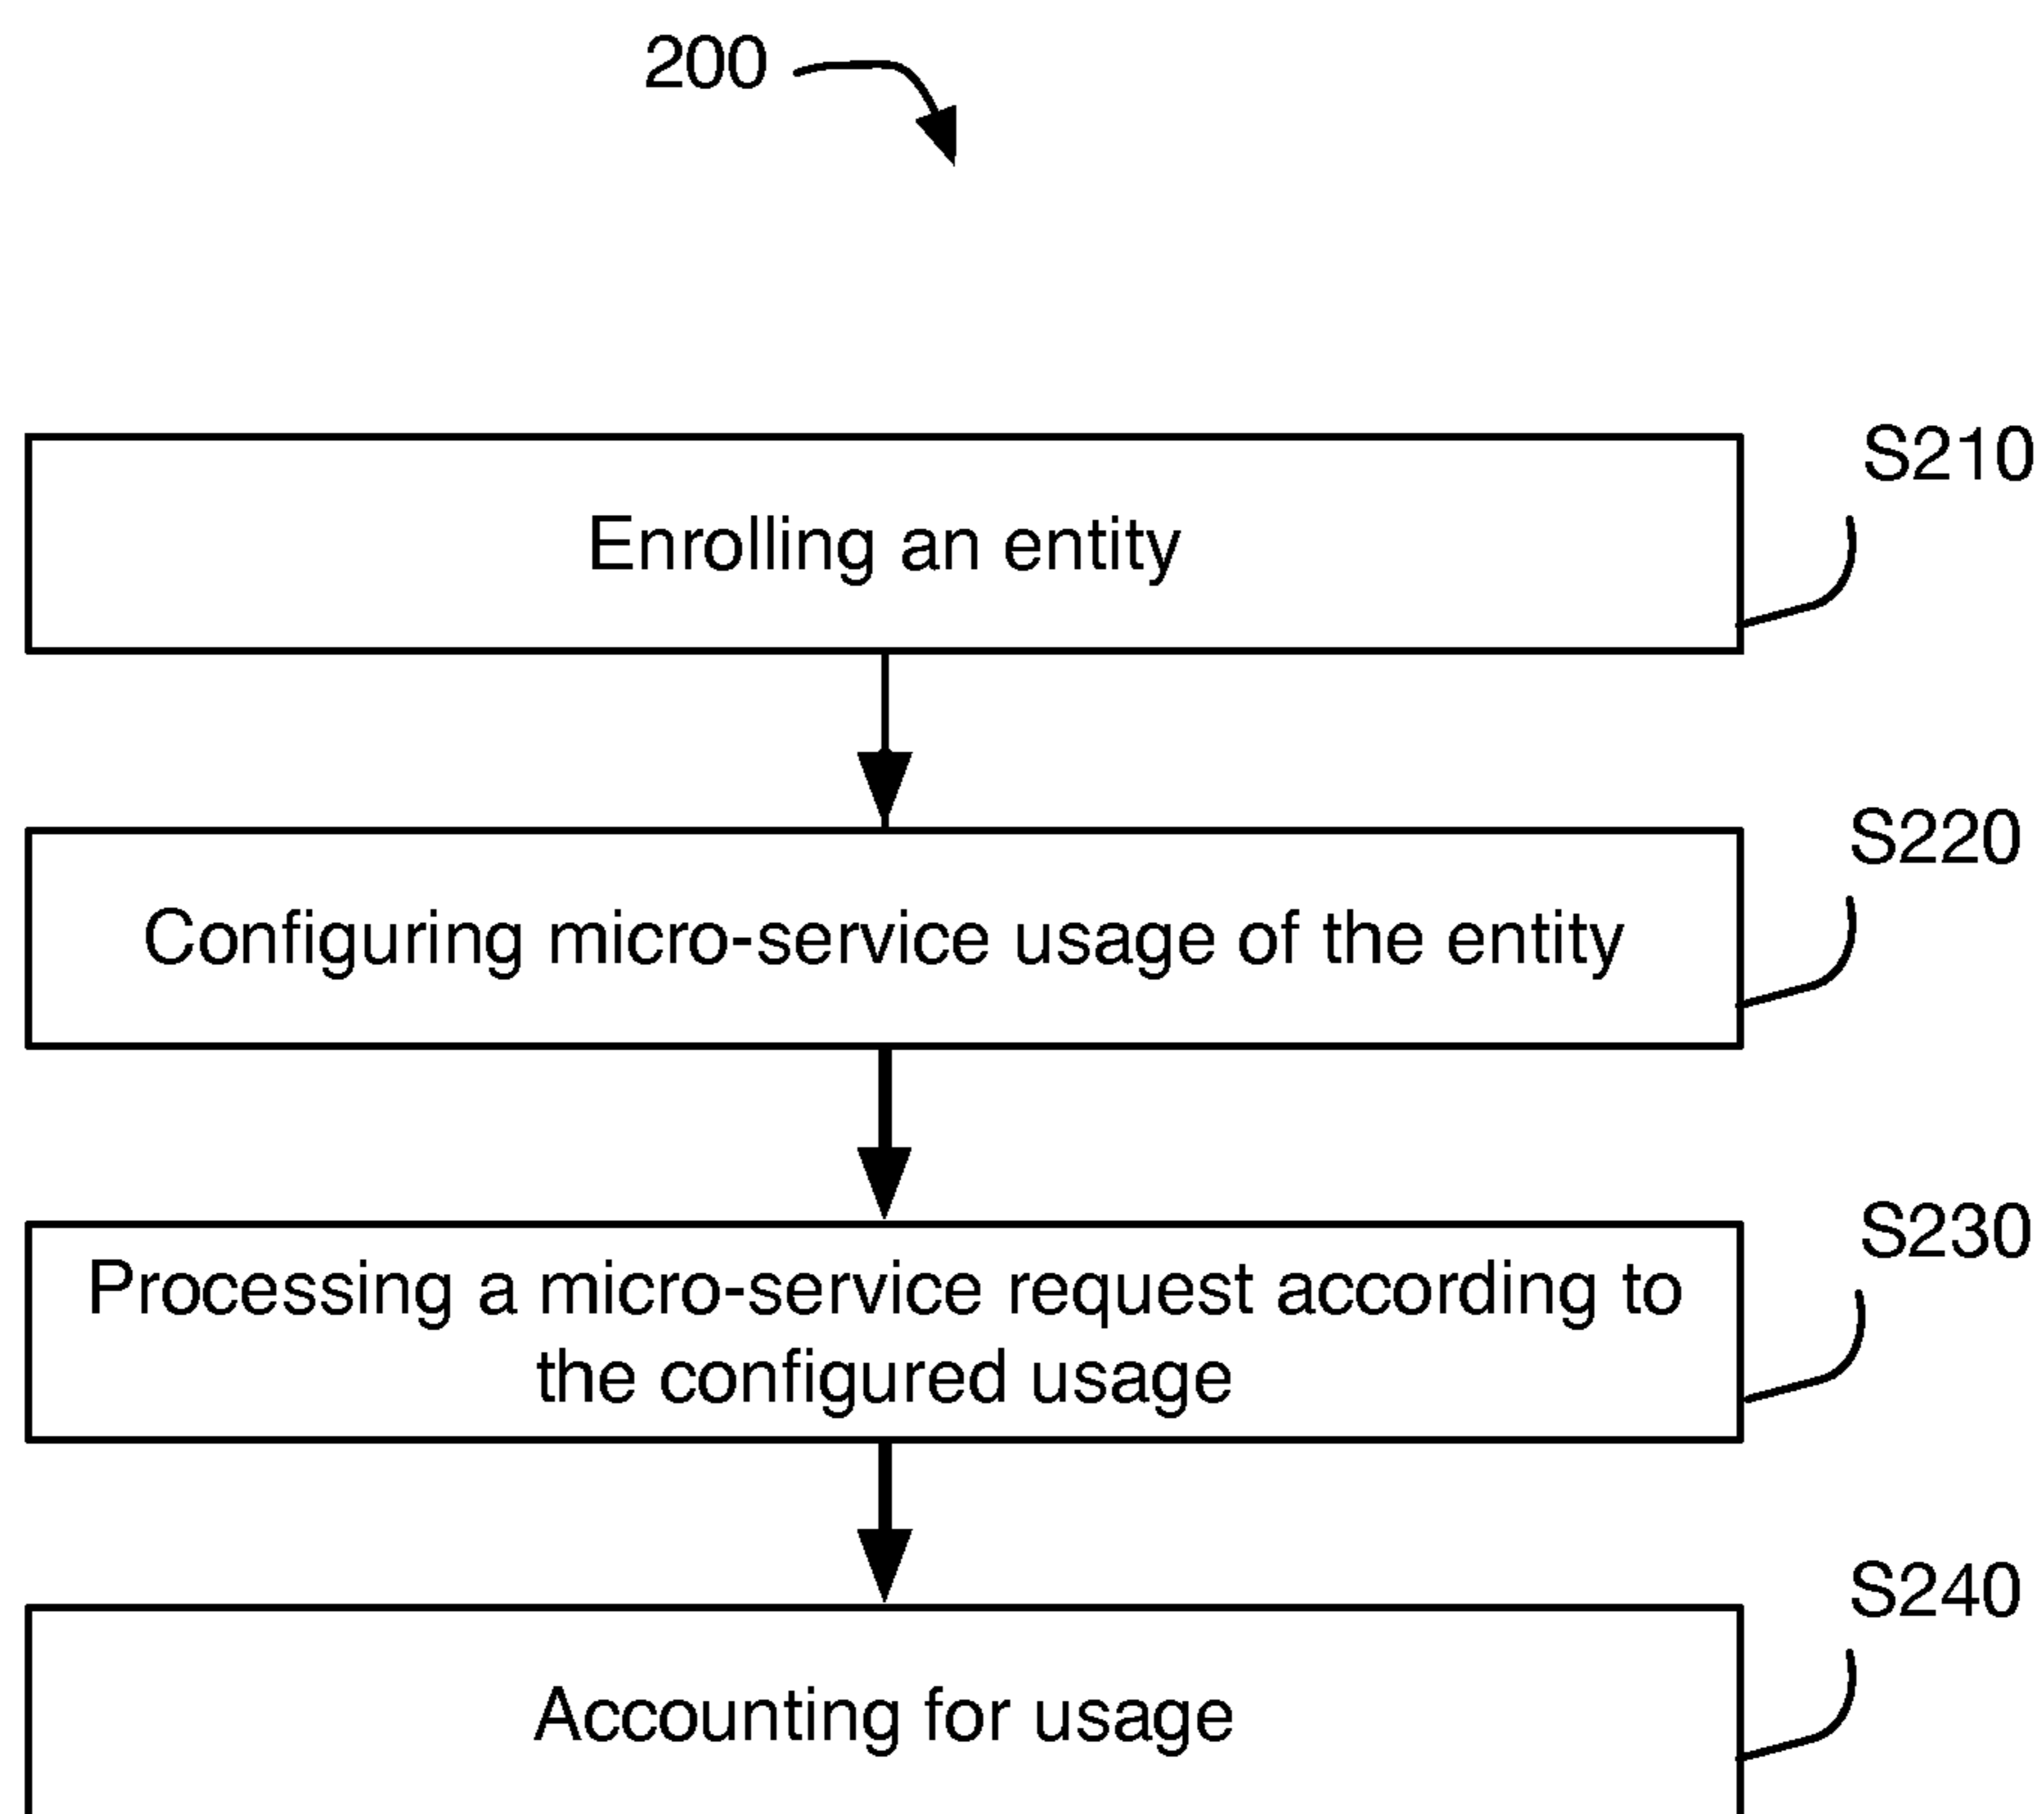 200
S210
Enrolling an entity
S220
Configuring micro-service usage of the entity
S230
Processing a micro-service request according to
the configured usage
S240
Accounting for usage